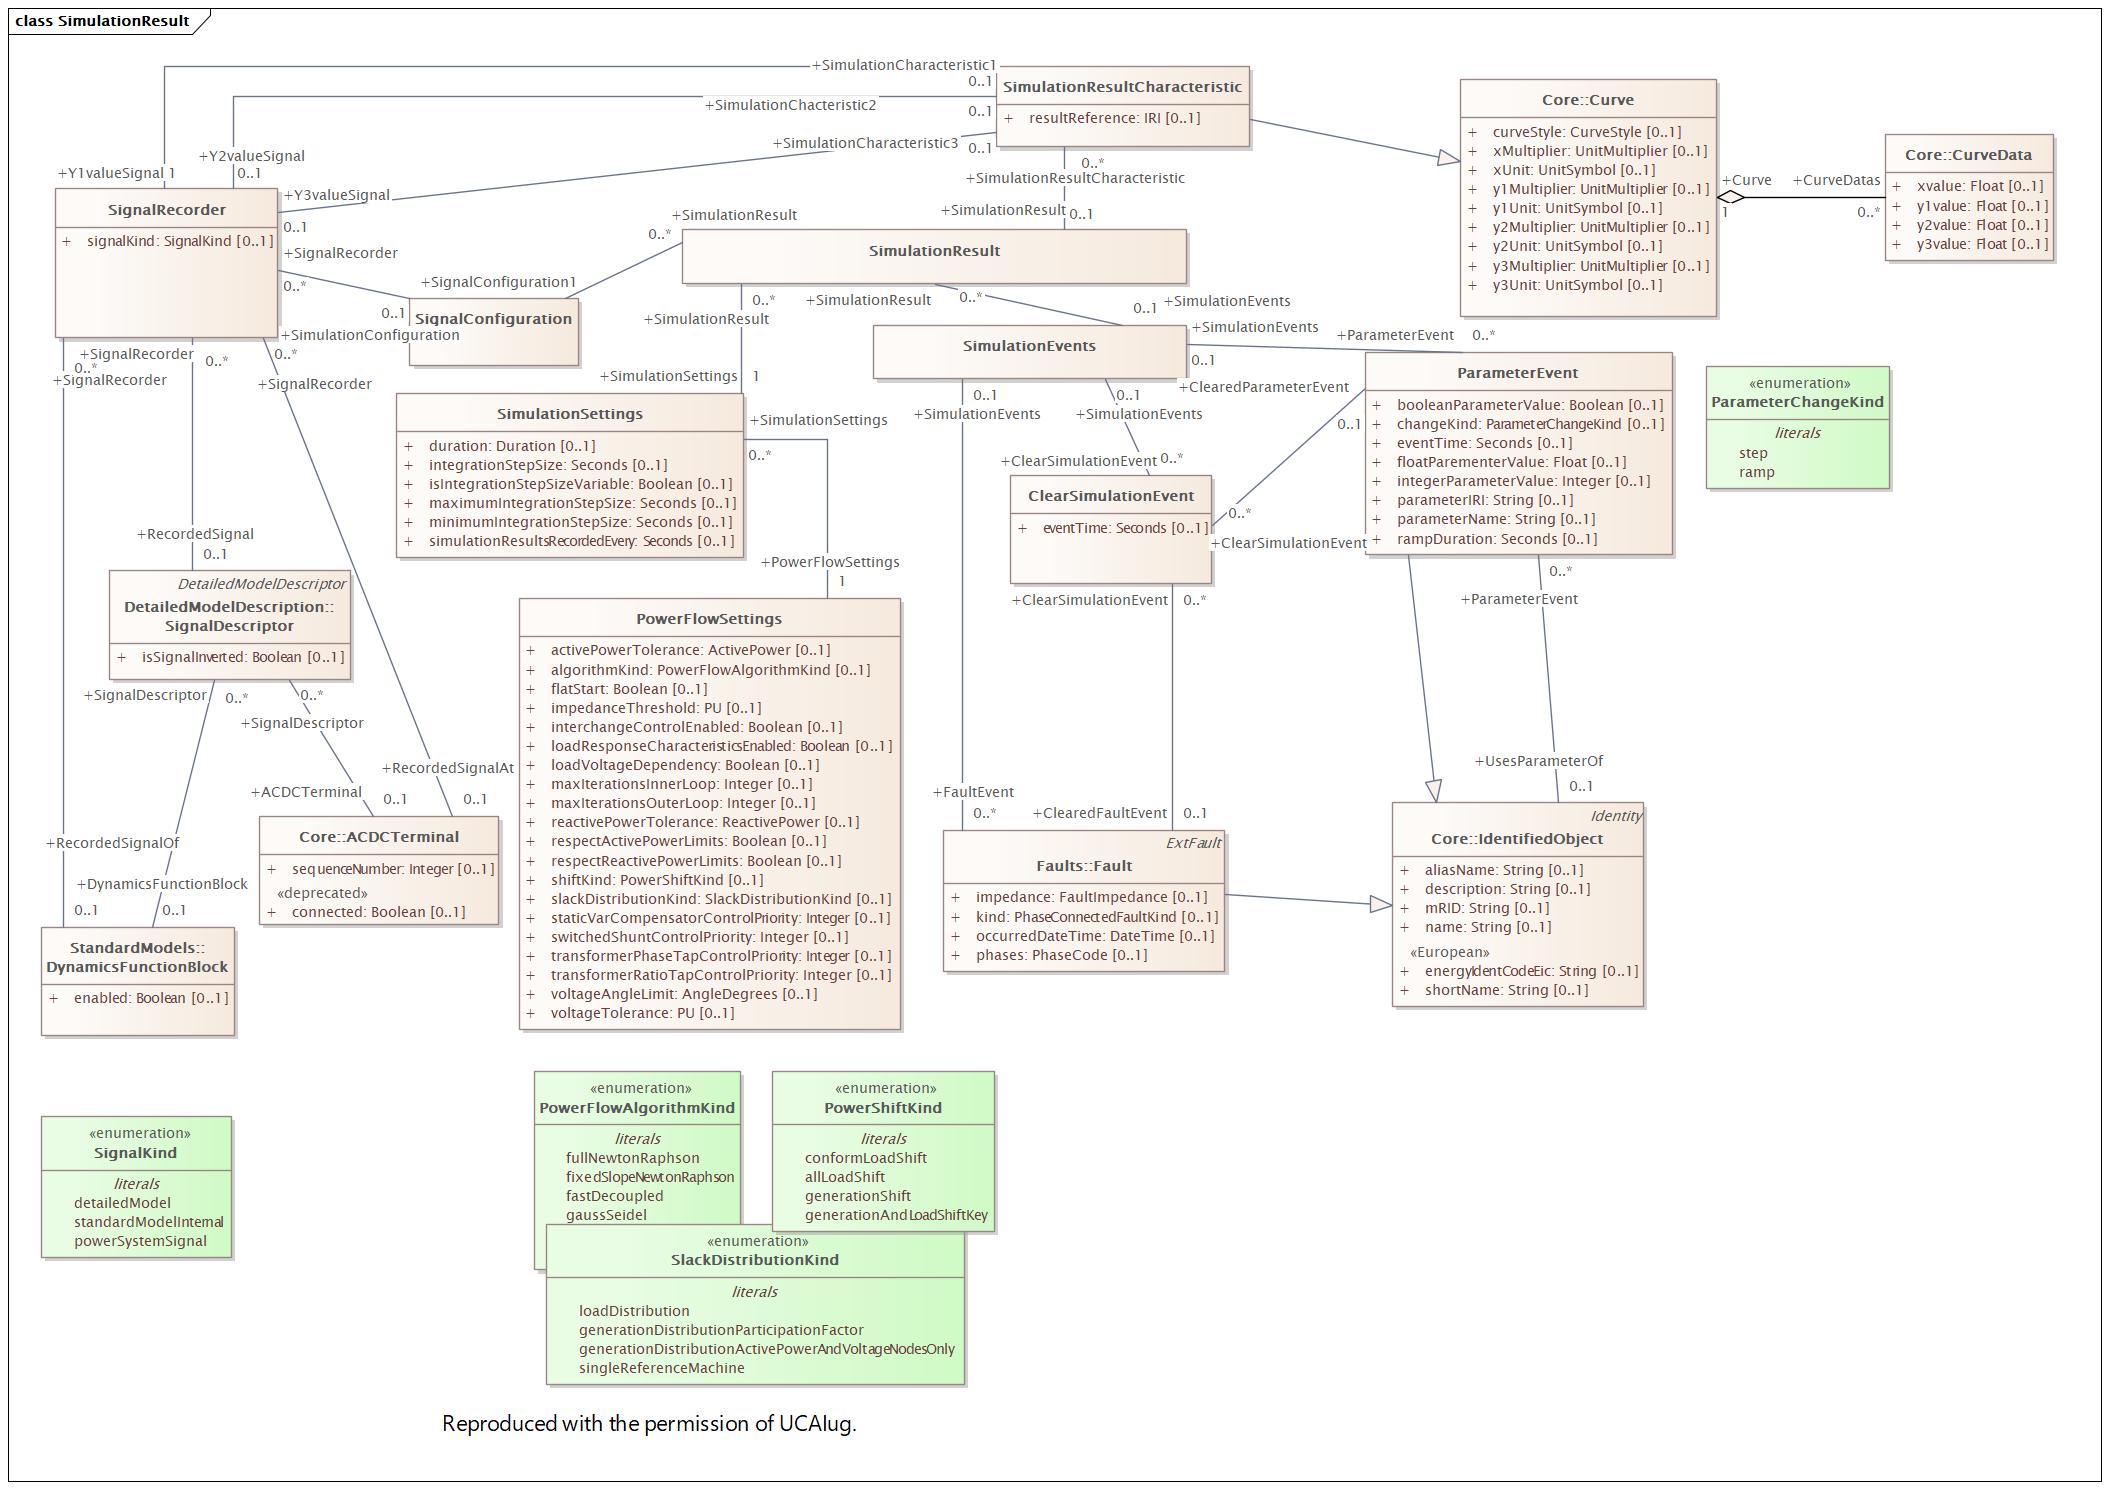 class SimulationResult
+SimulationCharacteristic1
0..1
+SimulationChacteristic2
0..1
+SimulationCharacteristic3
0..1
SimulationResultCharacteristic
+ resultReference: IRI [0..1]
0..*
+SimulationResultCharacteristic
+SimulationResult
0..1
Core::Curve
+ curveStyle: CurveStyle [0..1]
+ xMultiplier: UnitMultiplier [0..1]
+ xUnit: UnitSymbol [0..1]
+ y1Multiplier: UnitMultiplier [0..1]
+ y1Unit: UnitSymbol [0..1]
+ y2Multiplier: UnitMultiplier [0..1]
+ y2Unit: UnitSymbol [0..1]
+ y3Multiplier: UnitMultiplier [0..1]
+ y3Unit: UnitSymbol [0..1]
+Curve
1
+CurveDatas
0..*
Core::CurveData
+ xvalue: Float [0..1]
+ y1value: Float [0..1]
+ y2value: Float [0..1]
+ y3value: Float [0..1]
+Y1valueSignal 1
+Y2valueSignal
0..1
+Y3valueSignal
0..1
SignalRecorder
+ signalKind: SignalKind [0..1]
+SignalRecorder
0..*
+SignalConfiguration1
0..1
+SimulationConfiguration
SignalConfiguration
+SimulationResult
0..*
SimulationResult
0..*
+SimulationResult
+SimulationResult
0..*
0..1
+SimulationEvents
SimulationEvents
+SimulationEvents
0..1
+ParameterEvent
0..*
0..1
+SimulationEvents
0..1
+SimulationEvents
+ClearedParameterEvent
0..1
ParameterEvent
+ booleanParameterValue: Boolean [0..1]
+ changeKind: ParameterChangeKind [0..1]
+ eventTime: Seconds [0..1]
+ floatParementerValue: Float [0..1]
+ integerParameterValue: Integer [0..1]
+ parameterIRI: String [0..1]
+ parameterName: String [0..1]
+ rampDuration: Seconds [0..1]
«enumeration»
ParameterChangeKind
literals
step
ramp
+SignalRecorder
0..*
0..*
+SignalRecorder
0..*
+SignalRecorder
+SimulationSettings
1
SimulationSettings
+ duration: Duration [0..1]
+ integrationStepSize: Seconds [0..1]
+ isIntegrationStepSizeVariable: Boolean [0..1]
+ maximumIntegrationStepSize: Seconds [0..1]
+ minimumIntegrationStepSize: Seconds [0..1]
+ simulationResultsRecordedEvery: Seconds [0..1]
+SimulationSettings
0..*
+PowerFlowSettings
1
+ClearSimulationEvent
0..*
ClearSimulationEvent
+ eventTime: Seconds [0..1]
0..*
+ClearSimulationEvent
+ClearSimulationEvent
0..*
0..*
+ParameterEvent
+RecordedSignal
0..1
DetailedModelDescriptor
DetailedModelDescription::
SignalDescriptor
+ isSignalInverted: Boolean [0..1]
+SignalDescriptor
0..*
0..*
+SignalDescriptor
+ACDCTerminal
0..1
+RecordedSignalAt
0..1
Core::ACDCTerminal
+ sequenceNumber: Integer [0..1]
«deprecated»
+ connected: Boolean [0..1]
+RecordedSignalOf
0..1
+DynamicsFunctionBlock
0..1
StandardModels::
DynamicsFunctionBlock
+ enabled: Boolean [0..1]
PowerFlowSettings
+ activePowerTolerance: ActivePower [0..1]
+ algorithmKind: PowerFlowAlgorithmKind [0..1]
+ flatStart: Boolean [0..1]
+ impedanceThreshold: PU [0..1]
+ interchangeControlEnabled: Boolean [0..1]
+ loadResponseCharacteristicsEnabled: Boolean [0..1]
+ loadVoltageDependency: Boolean [0..1]
+ maxIterationsInnerLoop: Integer [0..1]
+ maxIterationsOuterLoop: Integer [0..1]
+ reactivePowerTolerance: ReactivePower [0..1]
+ respectActivePowerLimits: Boolean [0..1]
+ respectReactivePowerLimits: Boolean [0..1]
+ shiftKind: PowerShiftKind [0..1]
+ slackDistributionKind: SlackDistributionKind [0..1]
+ staticVarCompensatorControlPriority: Integer [0..1]
+ switchedShuntControlPriority: Integer [0..1]
+ transformerPhaseTapControlPriority: Integer [0..1]
+ transformerRatioTapControlPriority: Integer [0..1]
+ voltageAngleLimit: AngleDegrees [0..1]
+ voltageTolerance: PU [0..1]
+FaultEvent
0..*
+ClearedFaultEvent
0..1
ExtFault
Faults::Fault
+ impedance: FaultImpedance [0..1]
+ kind: PhaseConnectedFaultKind [0..1]
+ occurredDateTime: DateTime [0..1]
+ phases: PhaseCode [0..1]
+UsesParameterOf
0..1
Identity
Core::IdentifiedObject
+ aliasName: String [0..1]
+ description: String [0..1]
+ mRID: String [0..1]
+ name: String [0..1]
«European»
+ energyIdentCodeEic: String [0..1]
+ shortName: String [0..1]
«enumeration»
SignalKind
literals
detailedModel
standardModelInternal
powerSystemSignal
«enumeration»
PowerFlowAlgorithmKind
literals
fullNewtonRaphson
fixedSlopeNewtonRaphson
fastDecoupled
gaussSeidel
«enumeration»
PowerShiftKind
literals
conformLoadShift
allLoadShift
generationShift
generationAndLoadShiftKey
«enumeration»
SlackDistributionKind
literals
loadDistribution
generationDistributionParticipationFactor
generationDistributionActivePowerAndVoltageNodesOnly
singleReferenceMachine
Reproduced with the permission of UCAIug.